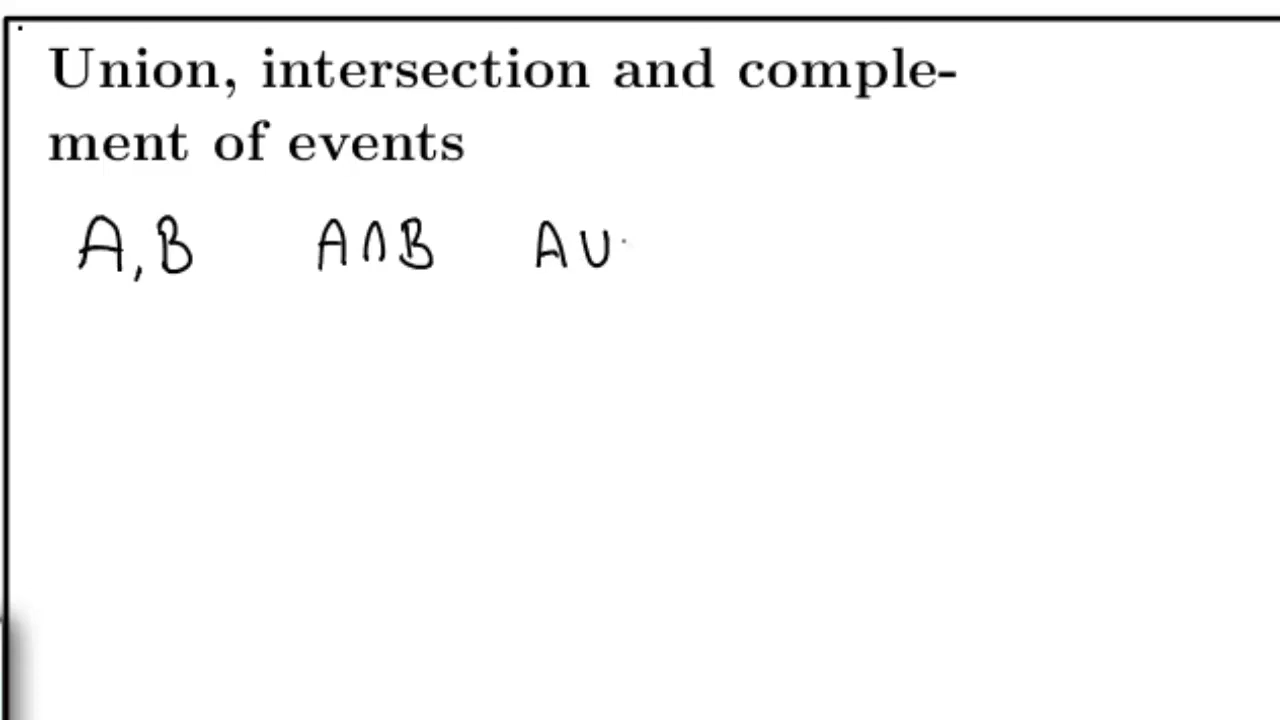 Union, intersection and comple-
ment of events
A, B A∩B A∪